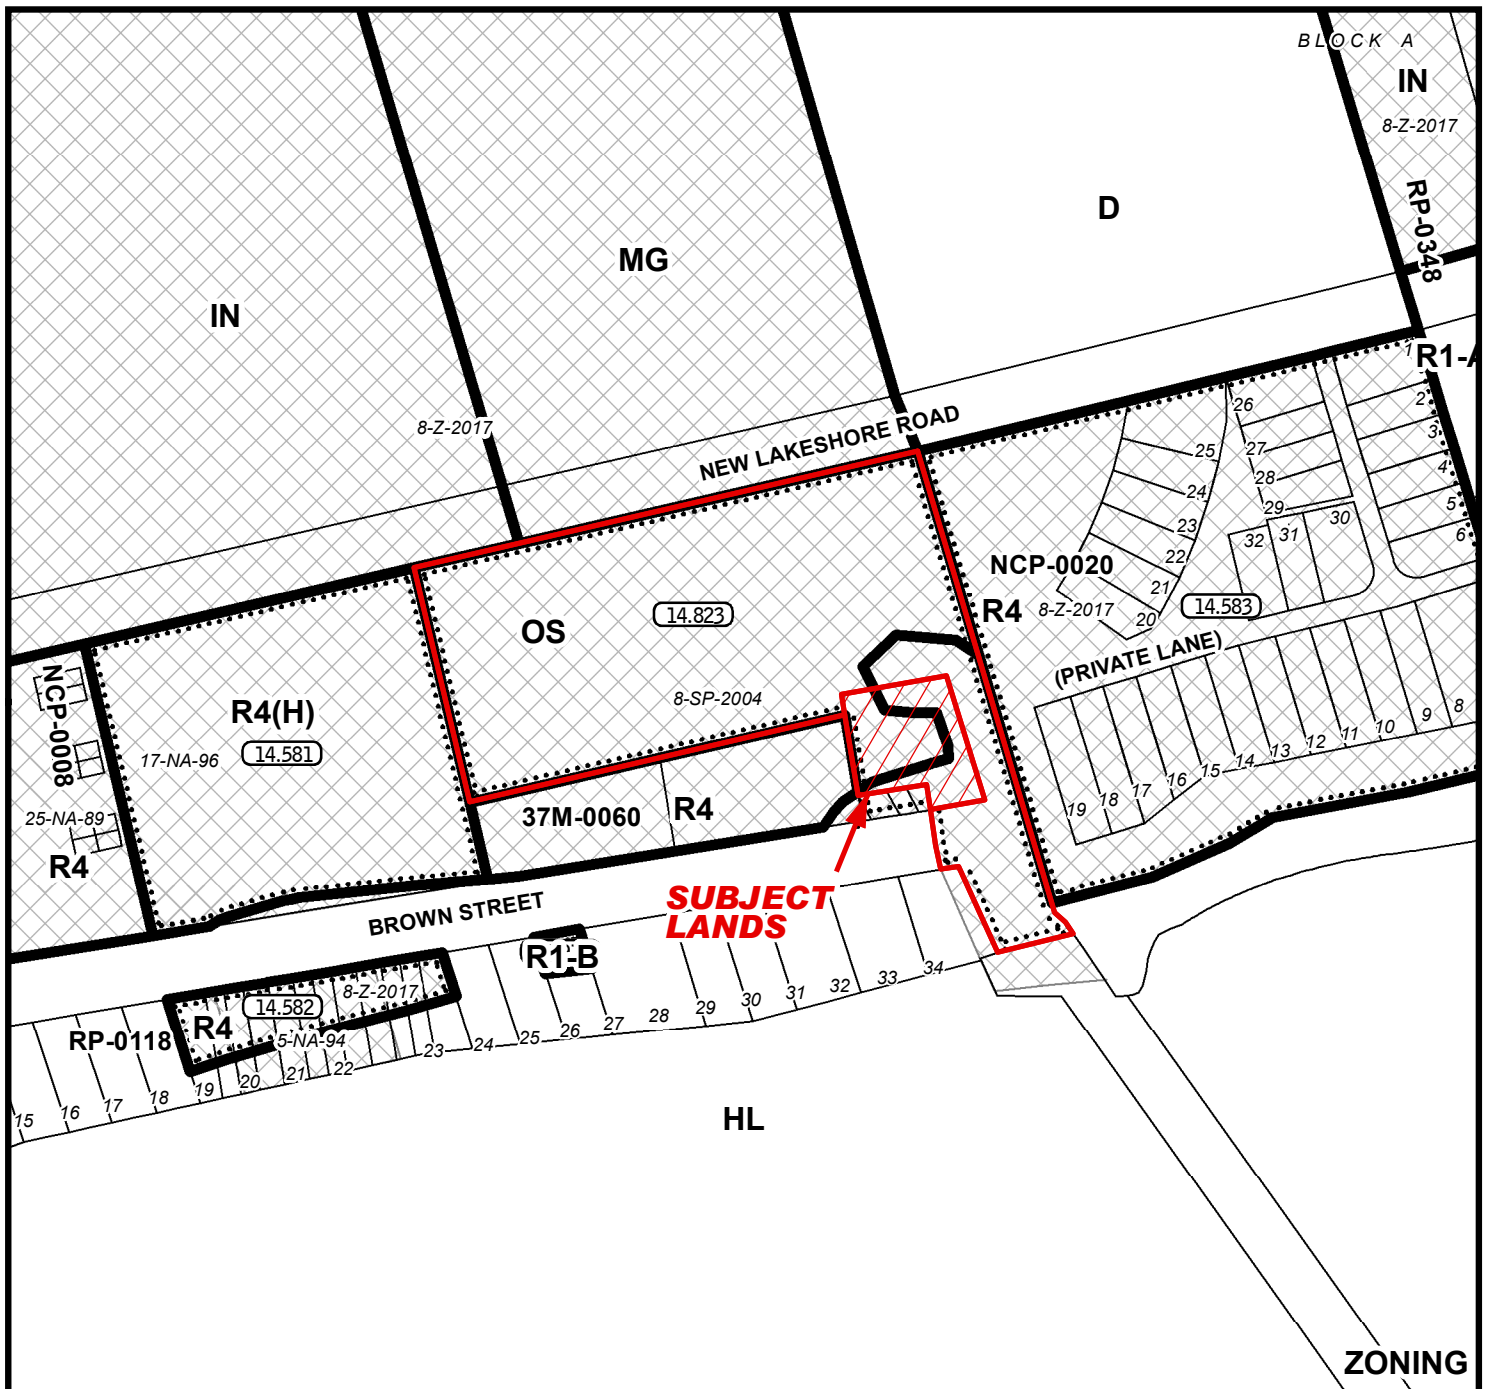 BLOCK A
IN
8-Z-2017
RP-0348
D
MG
IN
8-Z-2017
NEW LAKESHORE ROAD
1
R1-A
2
3
4
5
6
26
27
28
29
30
31
32
25
24
23
22
21
20
NCP-0020
R4
8-Z-2017
14.583
(PRIVATE LANE)
14.823
OS
8-SP-2004
NCP-0008
R4(H)
14.581
17-NA-96
25-NA-89
R4
37M-0060
R4
19
18
17
16
15
14
13
12
11
10
9
8
SUBJECT
LANDS
BROWN STREET
R1-B
8-Z-2017
14.582
R4
5-NA-94
RP-0118
15
16
17
18
19
20
21
22
23
24
25
26
27
28
29
30
31
32
33
34
HL
ZONING